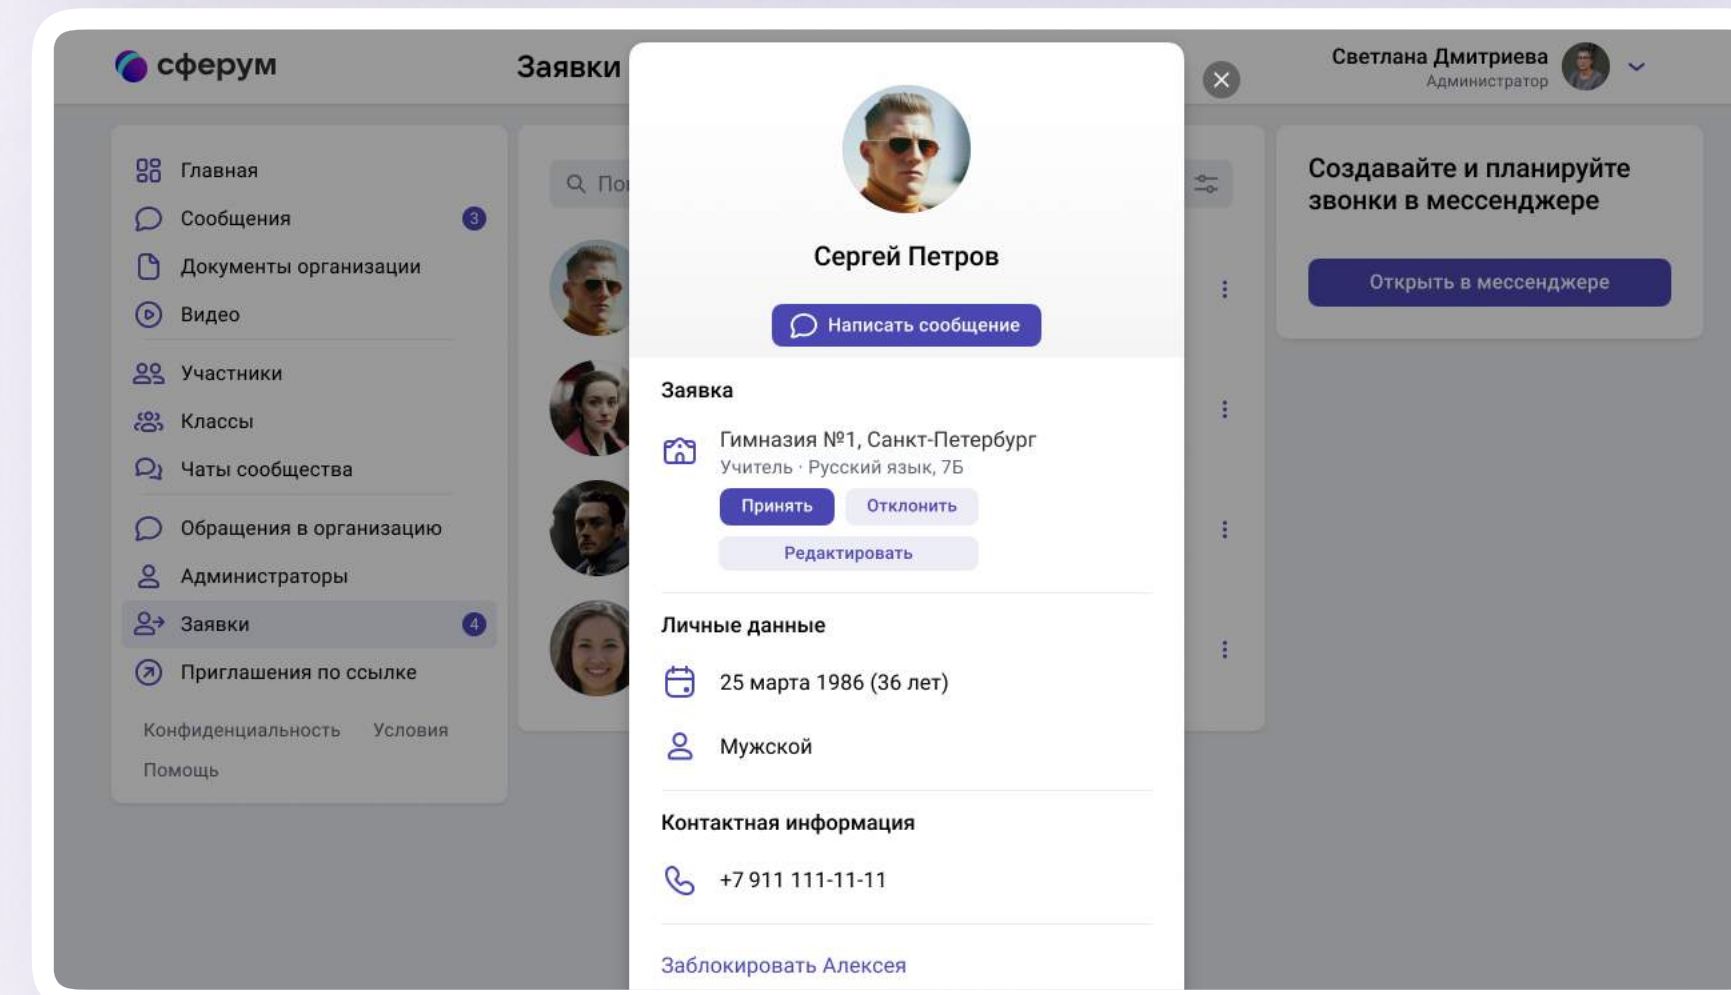 сферум
Заявки
Светлана Дмитриева
Администратор
Главная
Сообщения
3
Документы организации
Видео
Участники
Классы
Чаты сообщества
Обращения в организацию
Администраторы
Заявки
4
Приглашения по ссылке
Конфиденциальность Условия
Помощь
Сергей Петров
Написать сообщение
Заявка
Гимназия №1, Санкт-Петербург
Учитель · Русский язык, 7Б
Принять
Отклонить
Редактировать
Личные данные
25 марта 1986 (36 лет)
Мужской
Контактная информация
+7 911 111-11-11
Заблокировать Алексея
Создавайте и планируйте
звонки в мессенджере
Открыть в мессенджере